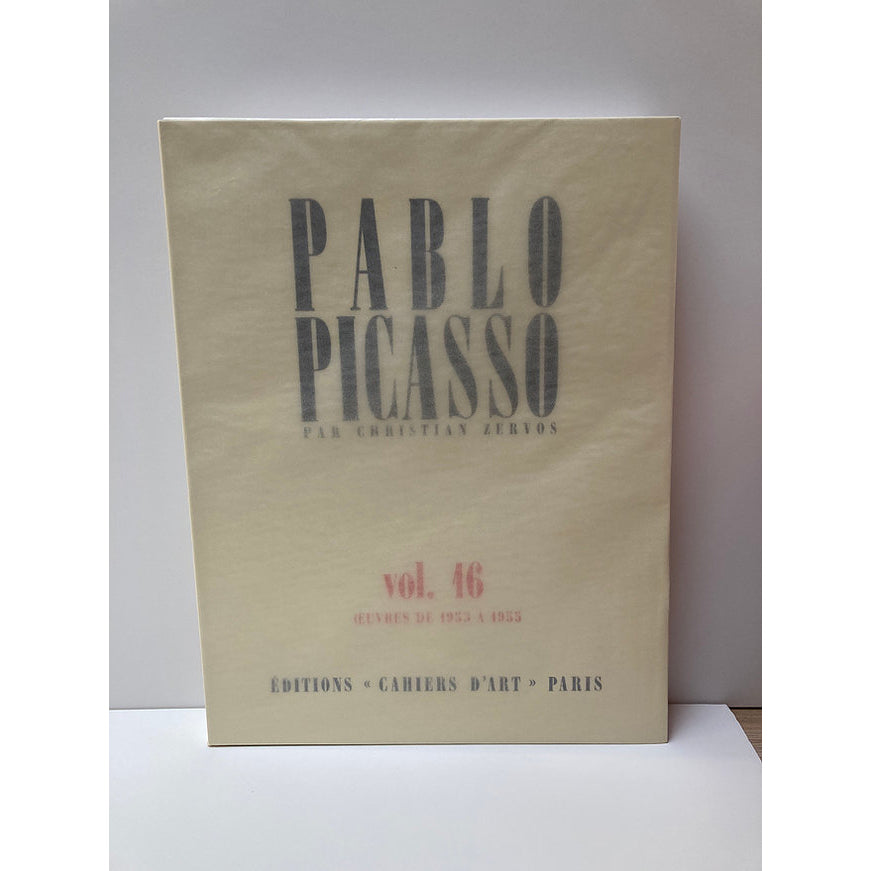 PABLO
PICASSO
PAR CHRISTIAN ZERVOS
vol. 16
ŒUVRES DE 1953 A 1955
ÉDITIONS « CAHIERS D'ART » PARIS